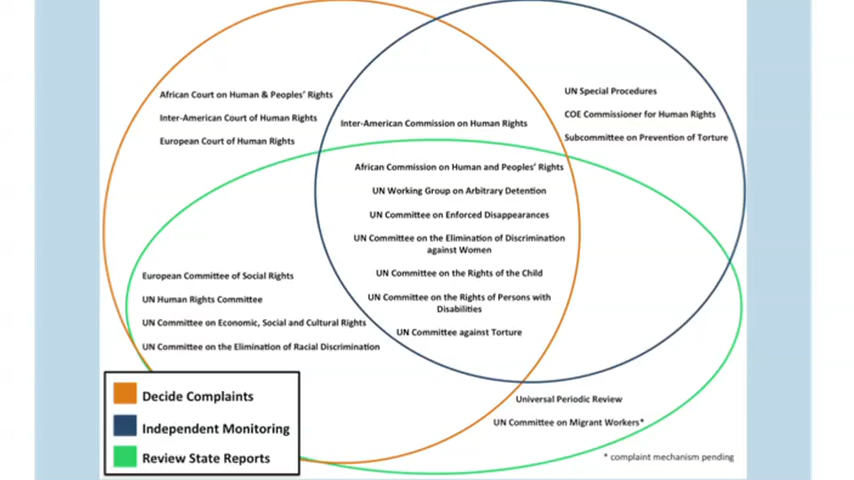 African Court on Human & Peoples' Rights
Inter-American Court of Human Rights
European Court of Human Rights
Inter-American Commission on Human Rights
UN Special Procedures
COE Commissioner for Human Rights
Subcommittee on Prevention of Torture
African Commission on Human and Peoples' Rights
UN Working Group on Arbitrary Detention
UN Committee on Enforced Disappearances
UN Committee on the Elimination of Discrimination
against Women
UN Committee on the Rights of the Child
UN Committee on the Rights of Persons with
Disabilities
UN Committee against Torture
European Committee of Social Rights
UN Human Rights Committee
UN Committee on Economic, Social and Cultural Rights
UN Committee on the Elimination of Racial Discrimination
Universal Periodic Review
UN Committee on Migrant Workers*
* complaint mechanism pending
Decide Complaints
Independent Monitoring
Review State Reports